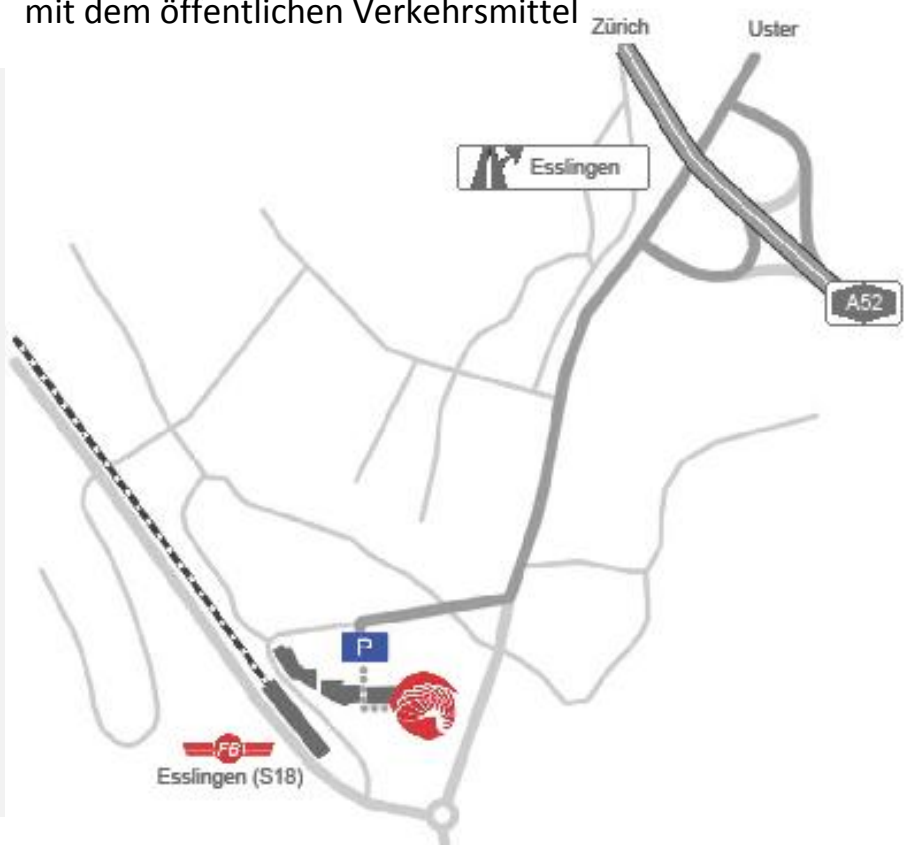 mit dem öffentlichen Verkehrsmittel
Zürich
Uster
Esslingen
A52
P
FB
Esslingen (S18)